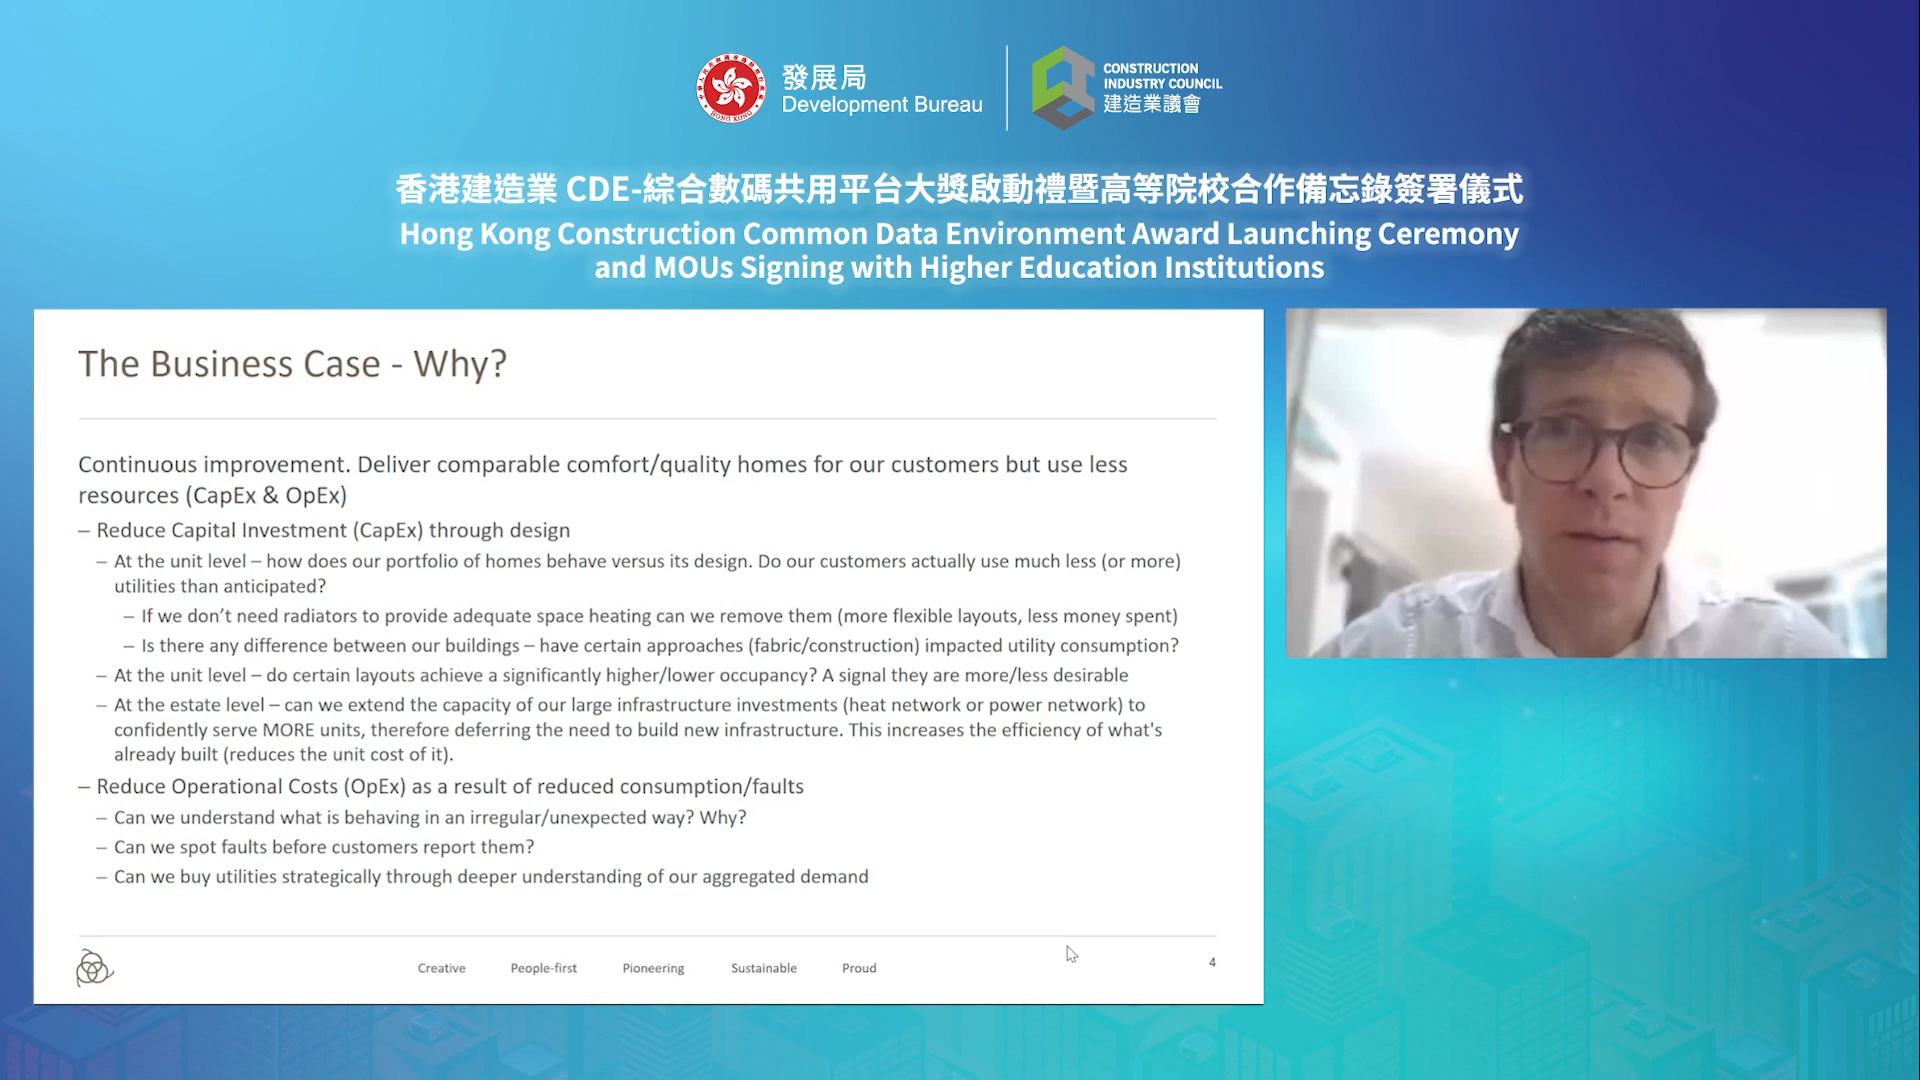 發展局
Development Bureau
CONSTRUCTION
INDUSTRY COUNCIL
建造業議會
HONG KONG
香港建造業 CDE-綜合數碼共用平台大獎啟動禮暨高等院校合作備忘錄簽署儀式
Hong Kong Construction Common Data Environment Award Launching Ceremony
and MOUs Signing with Higher Education Institutions
The Business Case - Why?
Continuous improvement. Deliver comparable comfort/quality homes for our customers but use less
resources (CapEx & OpEx)
– Reduce Capital Investment (CapEx) through design
– At the unit level – how does our portfolio of homes behave versus its design. Do our customers actually use much less (or more)
utilities than anticipated?
– If we don’t need radiators to provide adequate space heating can we remove them (more flexible layouts, less money spent)
– Is there any difference between our buildings – have certain approaches (fabric/construction) impacted utility consumption?
– At the unit level – do certain layouts achieve a significantly higher/lower occupancy? A signal they are more/less desirable
– At the estate level – can we extend the capacity of our large infrastructure investments (heat network or power network) to
confidently serve MORE units, therefore deferring the need to build new infrastructure. This increases the efficiency of what's
already built (reduces the unit cost of it).
– Reduce Operational Costs (OpEx) as a result of reduced consumption/faults
– Can we understand what is behaving in an irregular/unexpected way? Why?
– Can we spot faults before customers report them?
– Can we buy utilities strategically through deeper understanding of our aggregated demand
Creative People-first Pioneering Sustainable Proud
4